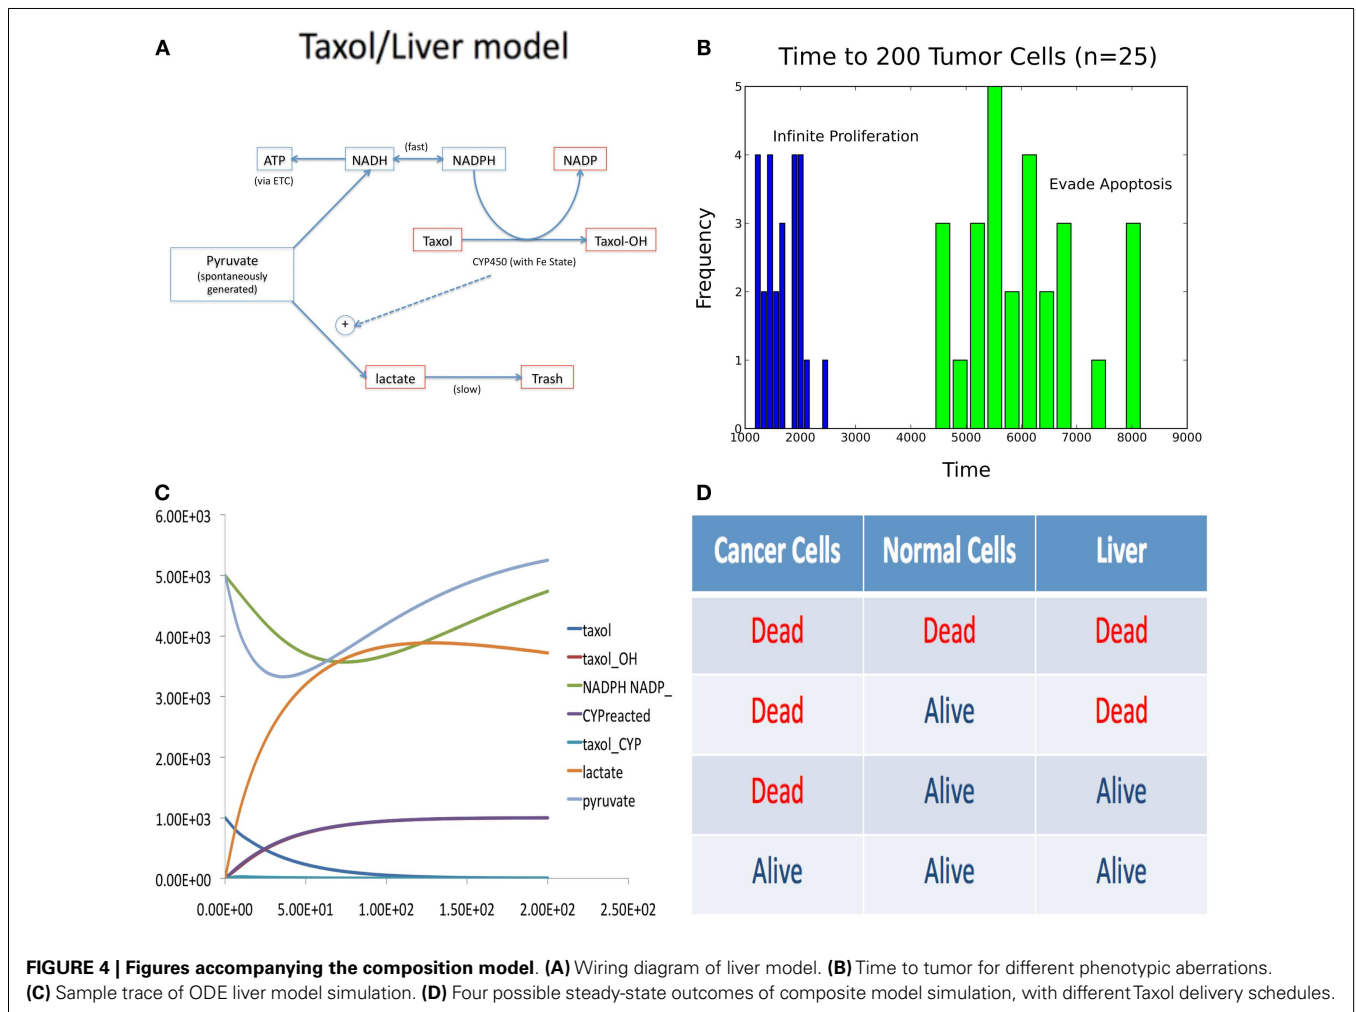 A
Taxol/Liver model
ATP
NADH
(fast)
NADPH
NADP
(via ETC)
Taxol
Taxol-OH
CYP450 (with Fe State)
Pyruvate
(spontaneously
generated)
+
lactate
(slow)
Trash
B
Time to 200 Tumor Cells (n=25)
Infinite Proliferation
Evade Apoptosis
Frequency
5
4
3
2
1
0
1000 2000 3000 4000 5000 6000 7000 8000 9000
Time
C
6.00E+03
5.00E+03
4.00E+03
3.00E+03
2.00E+03
1.00E+03
0.00E+00
0.00E+00 5.00E+01 1.00E+02 1.50E+02 2.00E+02 2.50E+02
taxol
taxol_OH
NADPH NADP_
CYPreacted
taxol_CYP
lactate
pyruvate
D
Cancer Cells Normal Cells Liver
Dead Dead Dead
Dead Alive Dead
Dead Alive Alive
Alive Alive Alive
FIGURE 4 | Figures accompanying the composition model. (A) Wiring diagram of liver model. (B) Time to tumor for different phenotypic aberrations.
(C) Sample trace of ODE liver model simulation. (D) Four possible steady-state outcomes of composite model simulation, with different Taxol delivery schedules.